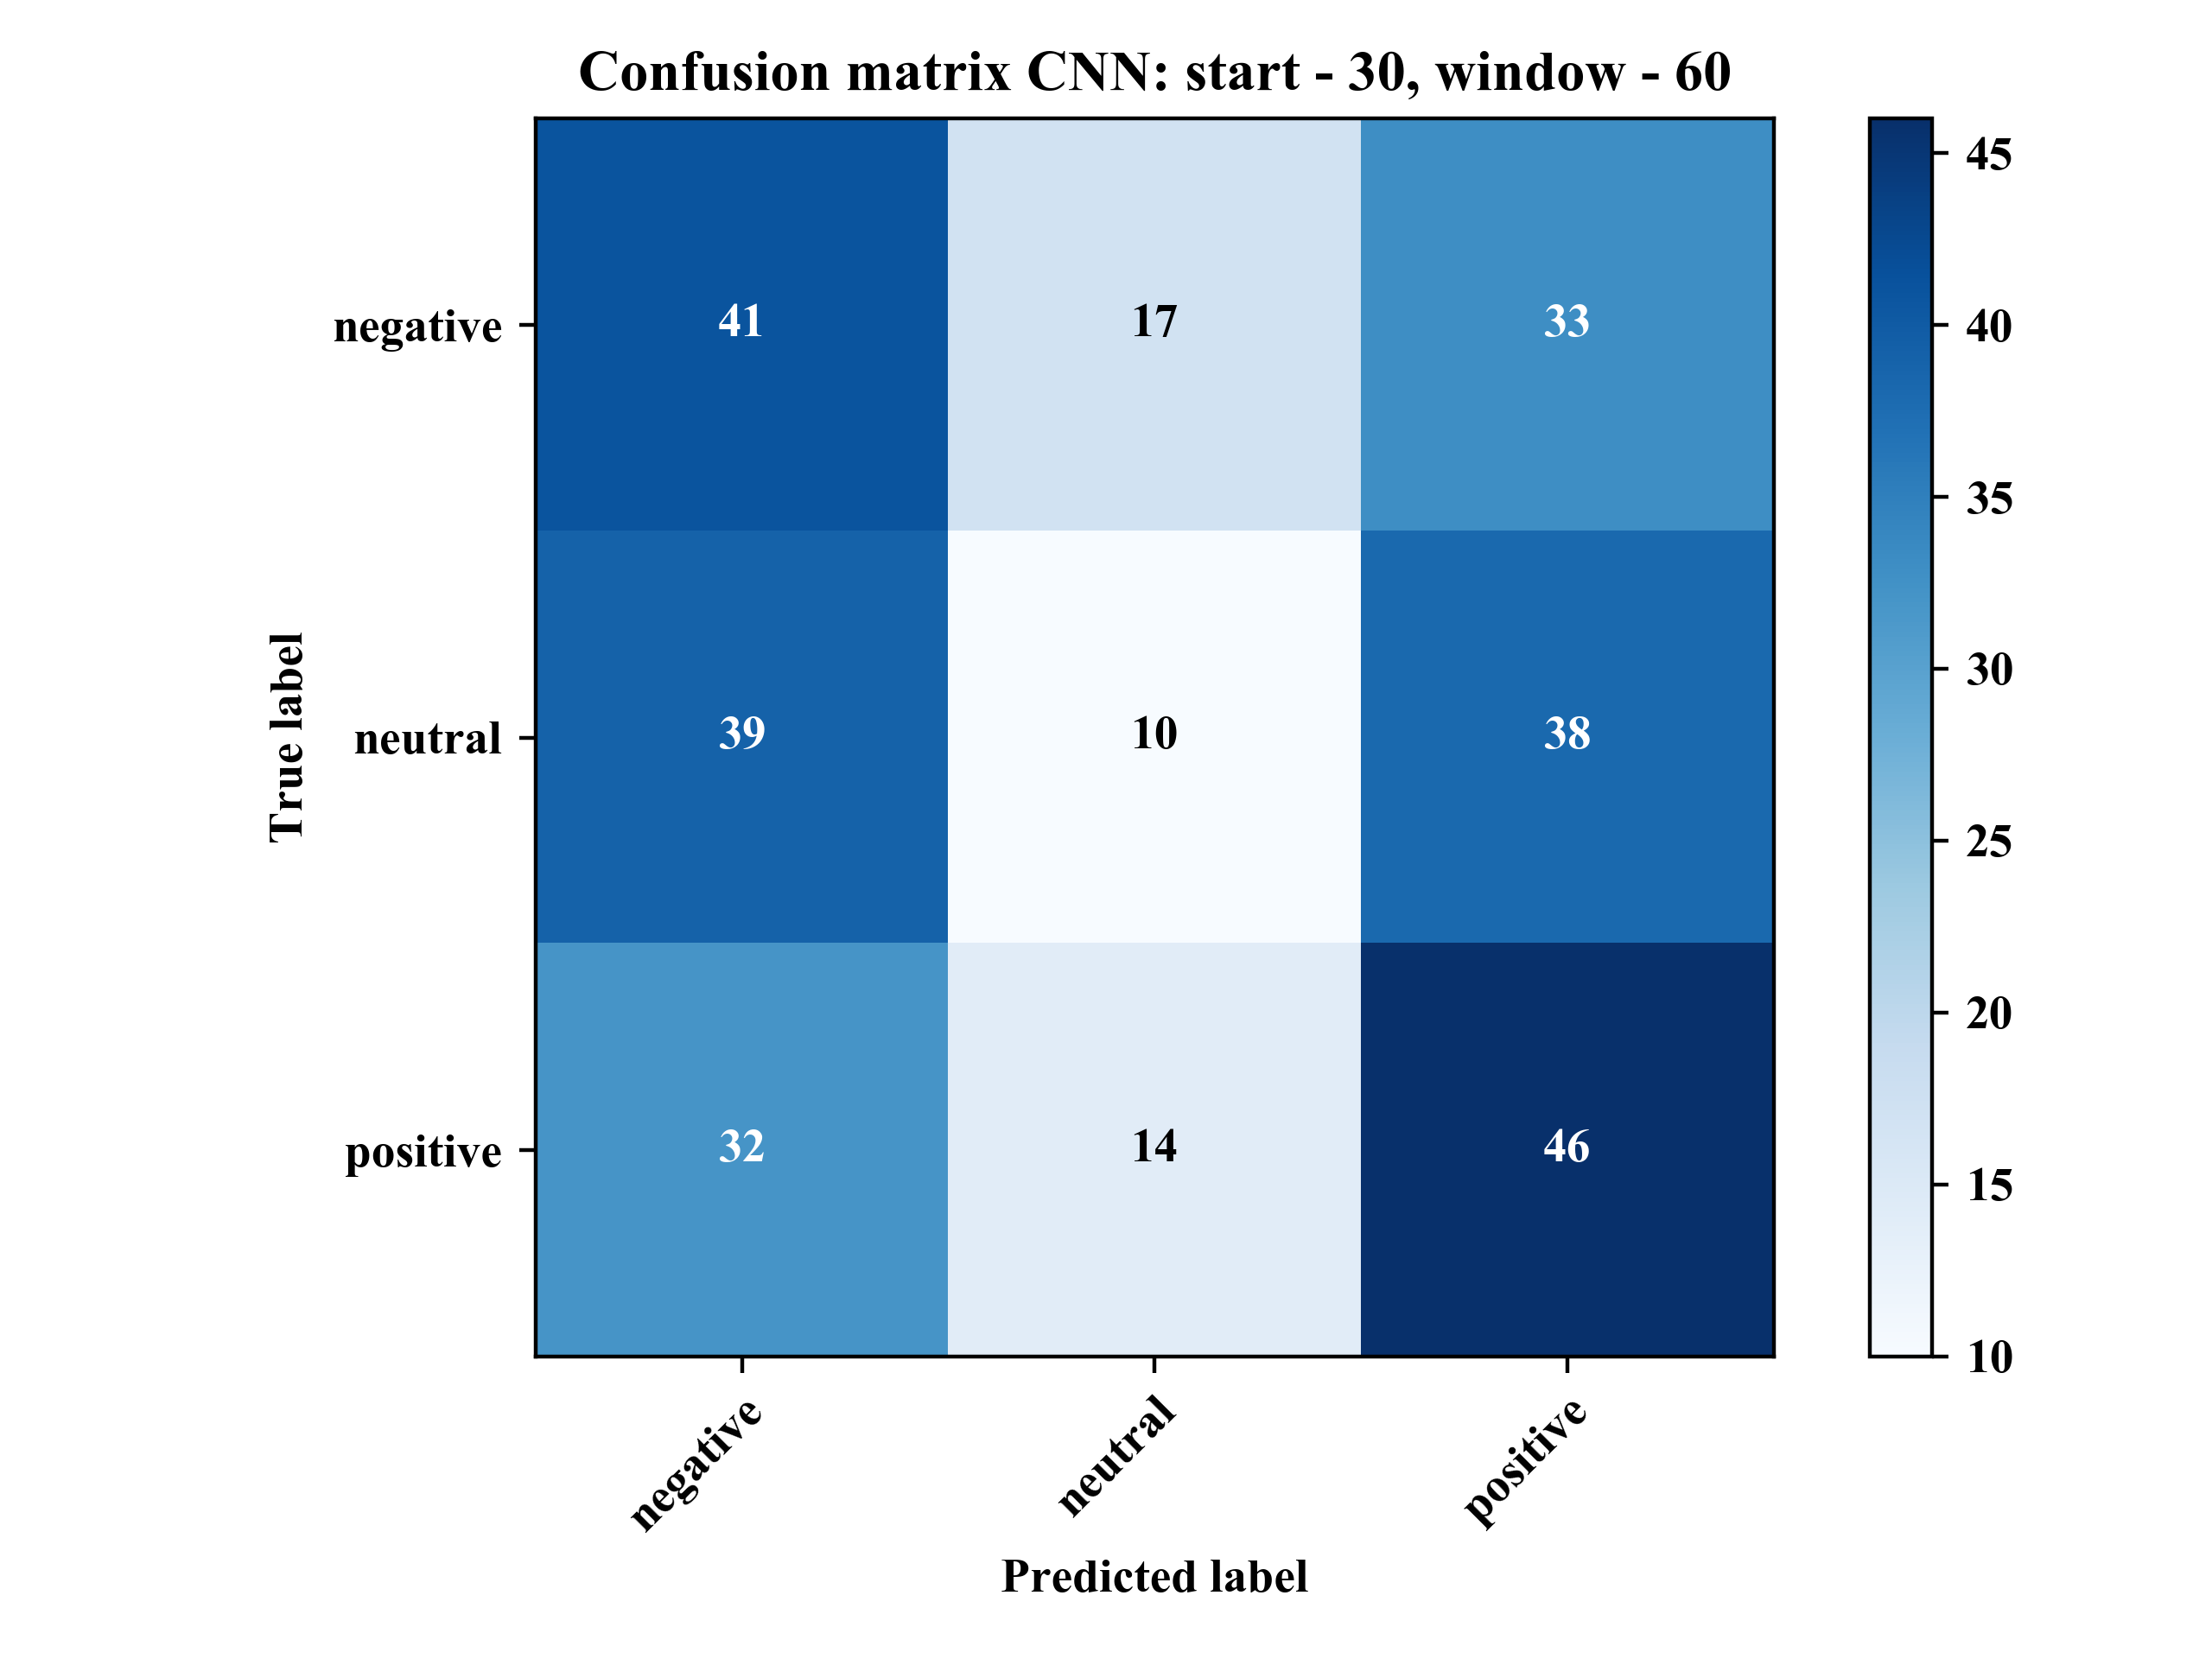 Confusion matrix CNN: start - 30, window - 60
True label
negative 41 17 33
neutral 39 10 38
positive 32 14 46
negative neutral positive
Predicted label
45
40
35
30
25
20
15
10